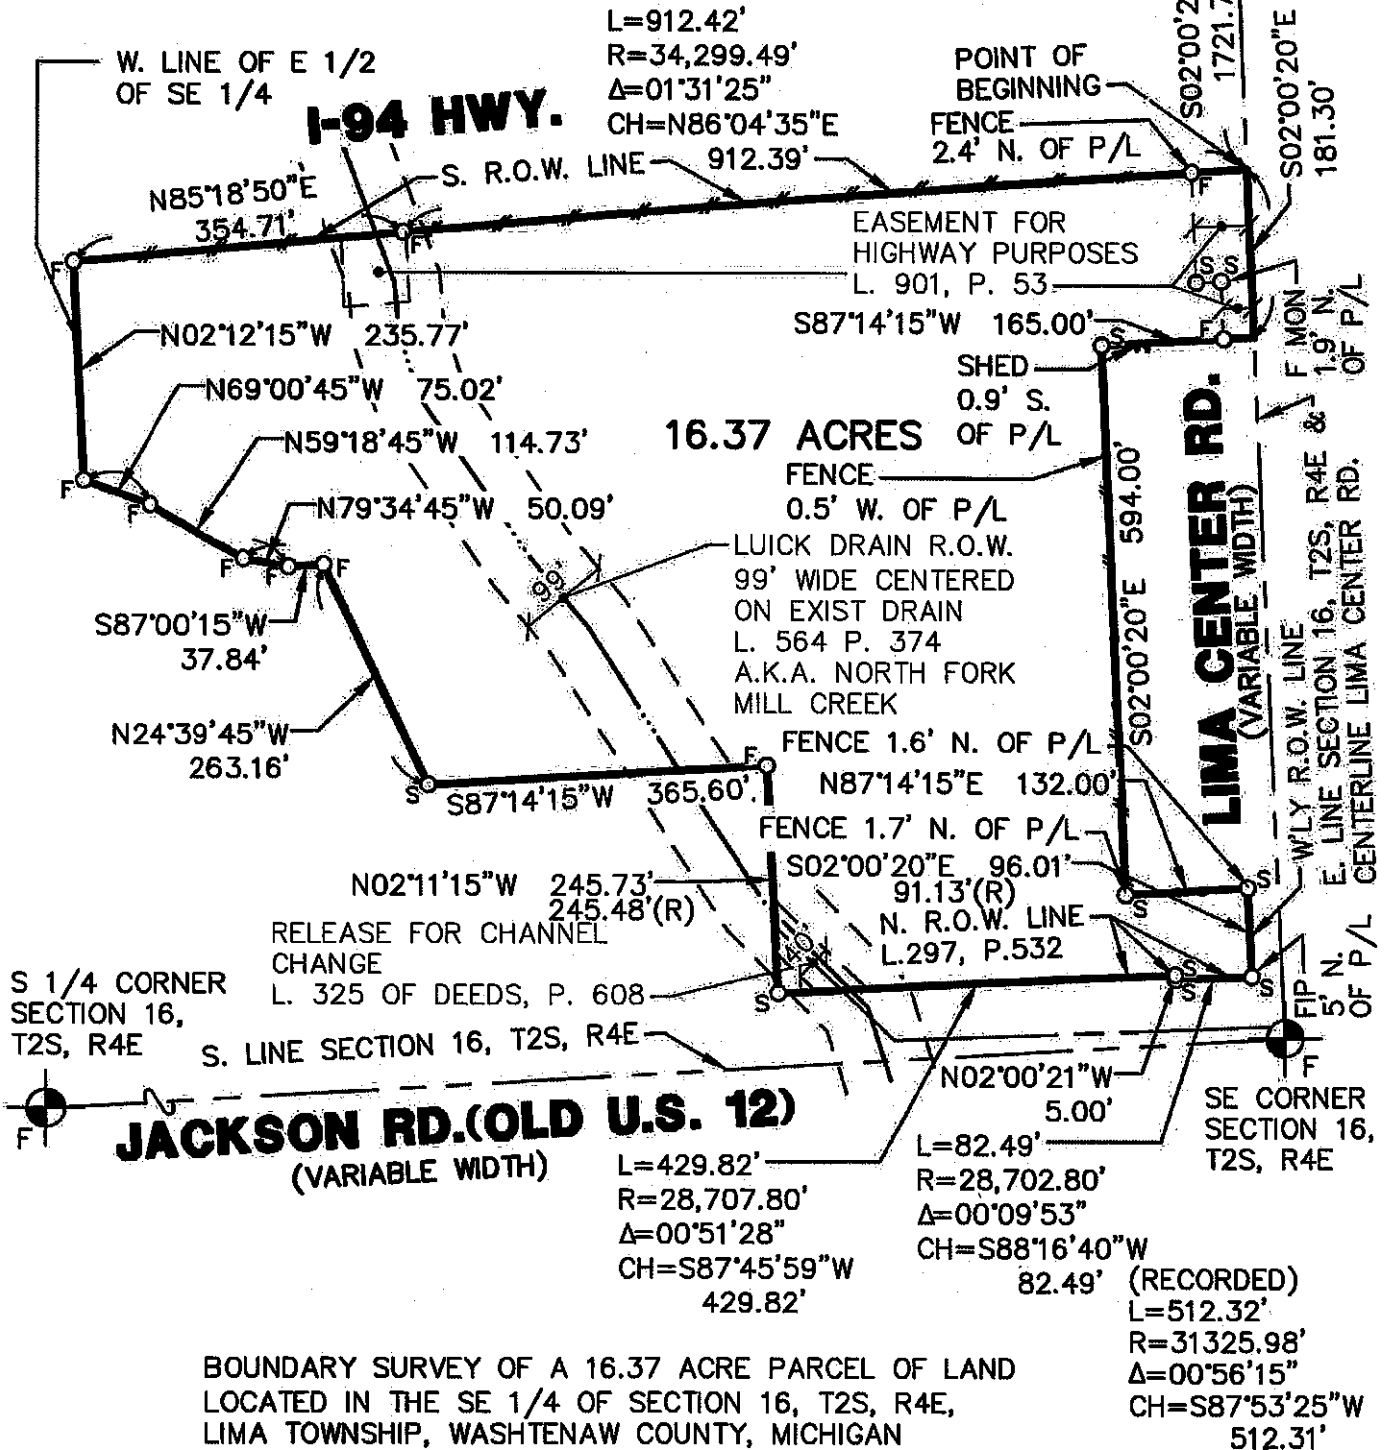 L=912.42'
R=34,299.49'
Δ=01°31'25"
CH=N86°04'35"E
912.39'
W. LINE OF E 1/2
OF SE 1/4
I-94 HWY.
POINT OF
BEGINNING
FENCE
2.4' N. OF P/L
S02°00'20"E
181.30'
N85°18'50"E
354.71'
S. R.O.W. LINE
EASEMENT FOR
HIGHWAY PURPOSES
L. 901, P. 53
N02°12'15"W 235.77'
S87°14'15"W 165.00'
SHED
0.9' S.
OF P/L
F MON
1.9' N.
OF P/L
N69°00'45"W 75.02'
N59°18'45"W 114.73'
16.37 ACRES
FENCE
0.5' W. OF P/L
N79°34'45"W 50.09'
S02°00'20"E 594.00'
LIMA CENTER RD.
(VARIABLE WIDTH)
W'LY R.O.W. LINE
E. LINE SECTION 16, T2S, R4E &
CENTERLINE LIMA CENTER RD.
99'
LUICK DRAIN R.O.W.
99' WIDE CENTERED
ON EXIST DRAIN
L. 564 P. 374
A.K.A. NORTH FORK
MILL CREEK
S87°00'15"W
37.84'
N24°39'45"W
263.16'
S87°14'15"W 365.60'
FENCE 1.6' N. OF P/L
N87°14'15"E 132.00'
FENCE 1.7' N. OF P/L
S02°00'20"E 96.01'
91.13'(R)
N02°11'15"W 245.73'
245.48'(R)
N. R.O.W. LINE
L.297, P.532
RELEASE FOR CHANNEL
CHANGE
L. 325 OF DEEDS, P. 608
40'
FIP
5' N.
OF P/L
S 1/4 CORNER
SECTION 16,
T2S, R4E
S. LINE SECTION 16, T2S, R4E
N02°00'21"W
5.00'
SE CORNER
SECTION 16,
T2S, R4E
JACKSON RD.(OLD U.S. 12)
(VARIABLE WIDTH)
L=429.82'
R=28,707.80'
Δ=00°51'28"
CH=S87°45'59"W
429.82'
L=82.49'
R=28,702.80'
Δ=00°09'53"
CH=S88°16'40"W
82.49'
(RECORDED)
L=512.32'
R=31325.98'
Δ=00°56'15"
CH=S87°53'25"W
512.31'
BOUNDARY SURVEY OF A 16.37 ACRE PARCEL OF LAND
LOCATED IN THE SE 1/4 OF SECTION 16, T2S, R4E,
LIMA TOWNSHIP, WASHTENAW COUNTY, MICHIGAN